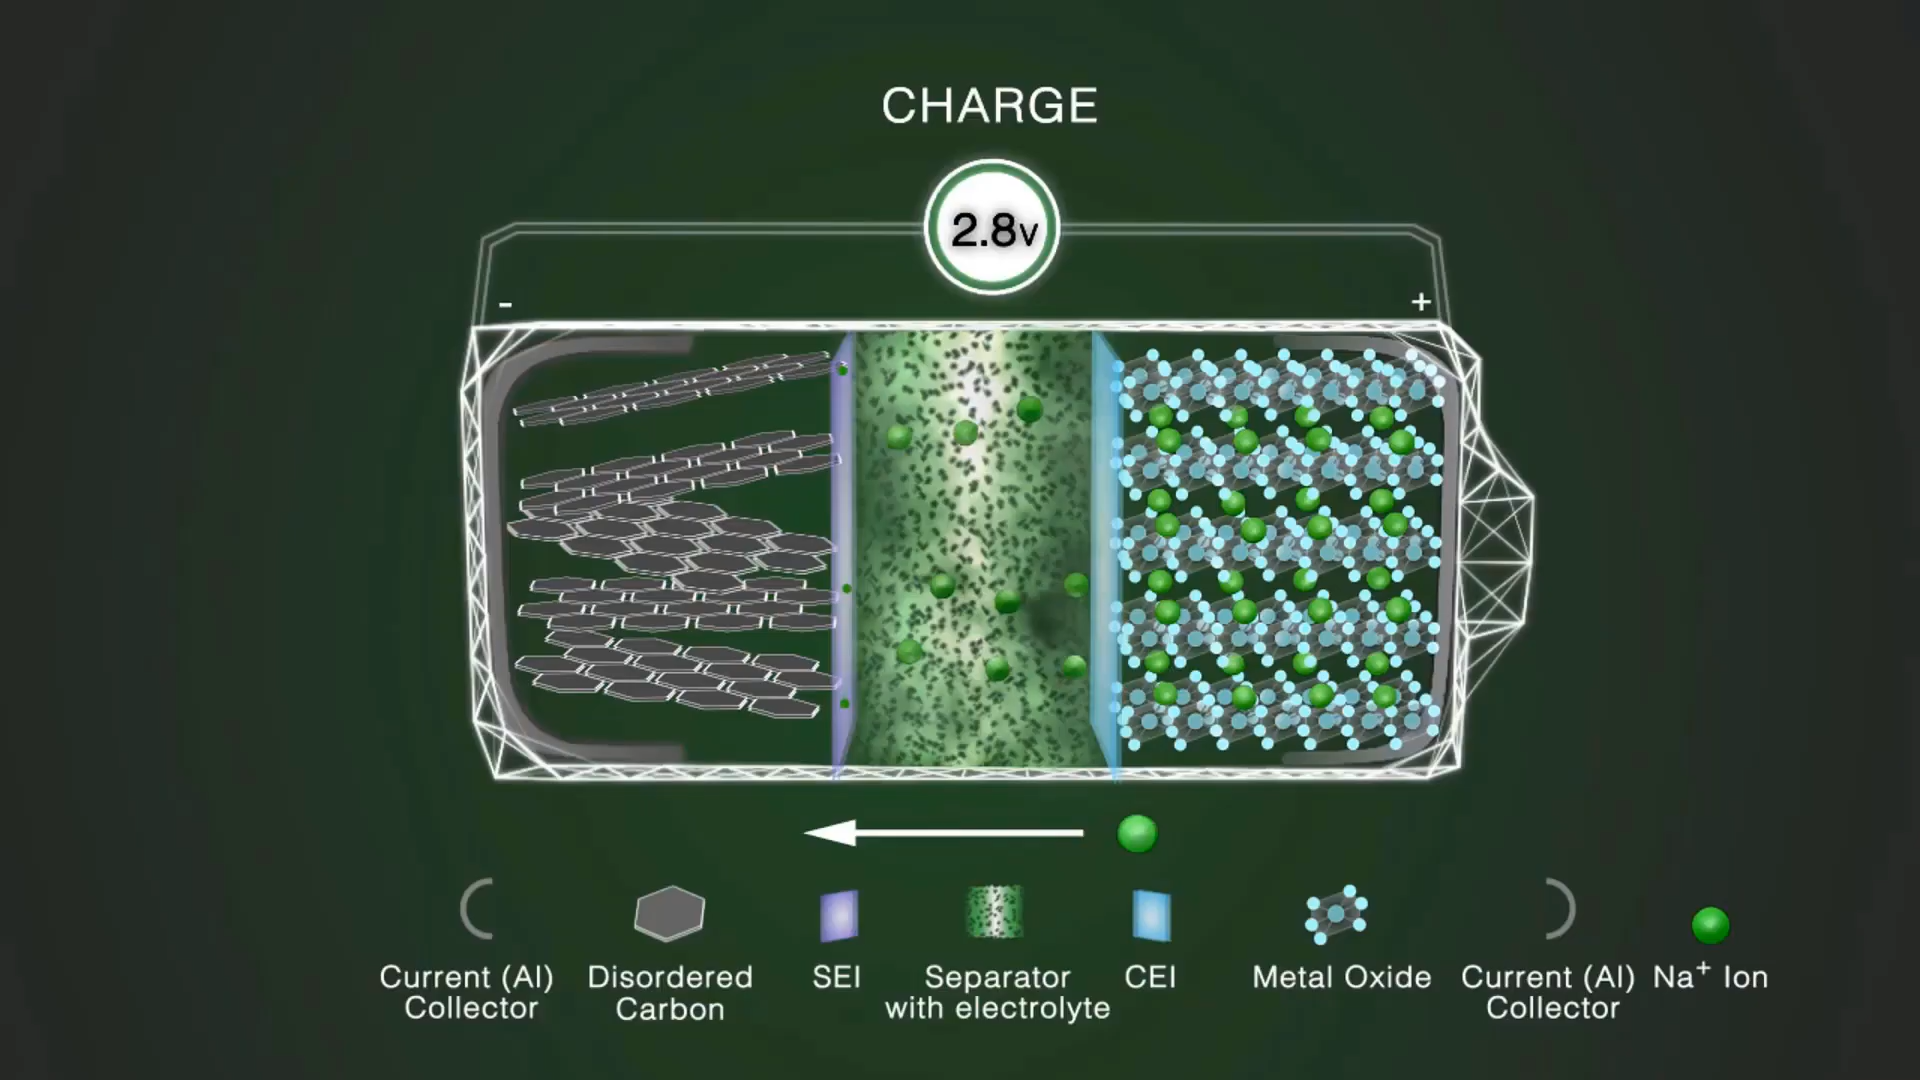 CHARGE
2.8v
- +
Current (Al) Collector
Disordered Carbon
SEI
Separator with electrolyte
CEI
Metal Oxide
Current (Al) Collector
Na⁺ Ion